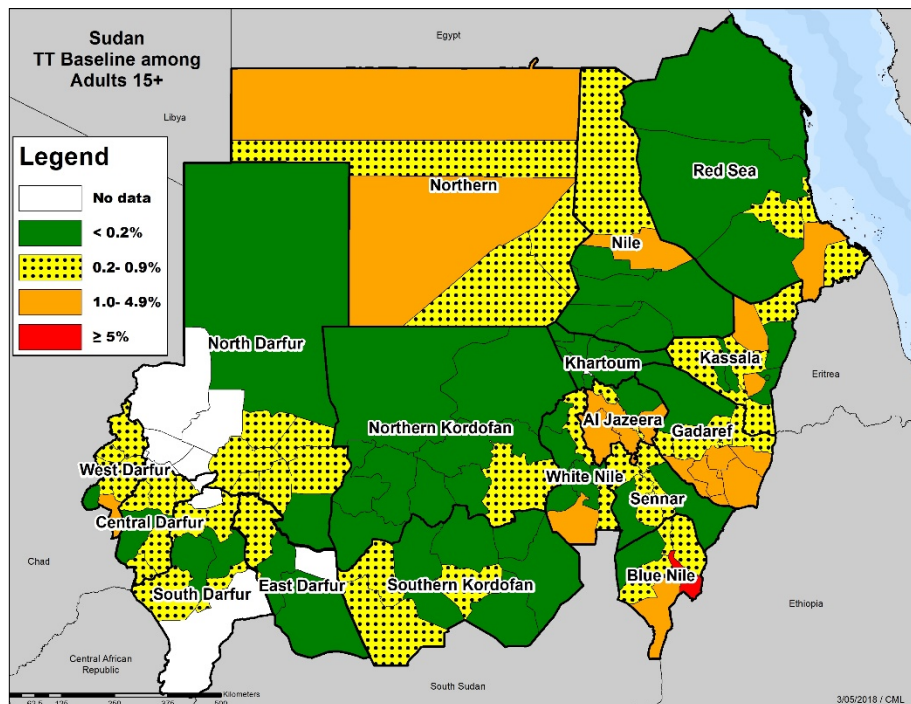 Sudan
TT Baseline among
Adults 15+
Egypt
Libya
Legend
No data
< 0.2%
0.2- 0.9%
1.0- 4.9%
≥ 5%
Northern
Red Sea
Nile
North Darfur
Khartoum
Kassala
Eritrea
Northern Kordofan
Al Jazeera
Gadaref
West Darfur
White Nile
Sennar
Central Darfur
Chad
South Darfur
East Darfur
Southern Kordofan
Blue Nile
Ethiopia
Central African
Republic
South Sudan
Kilometers
250
375
500
3/05/2018 / CML